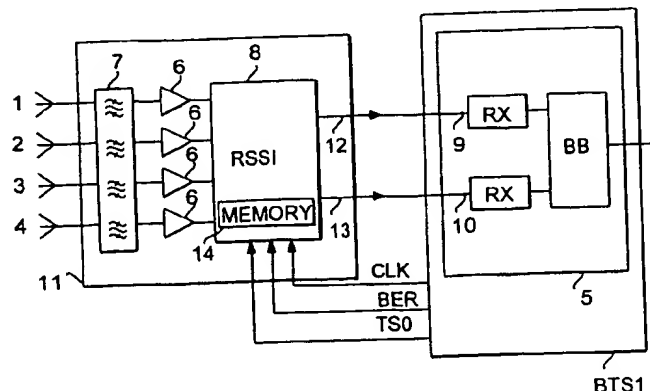 7
6
8
1
6
2
12
9
RX
RSSI
BB
6
3
6
4
MEMORY
13
10
RX
14
11
CLK
5
BER
TS0
BTS1